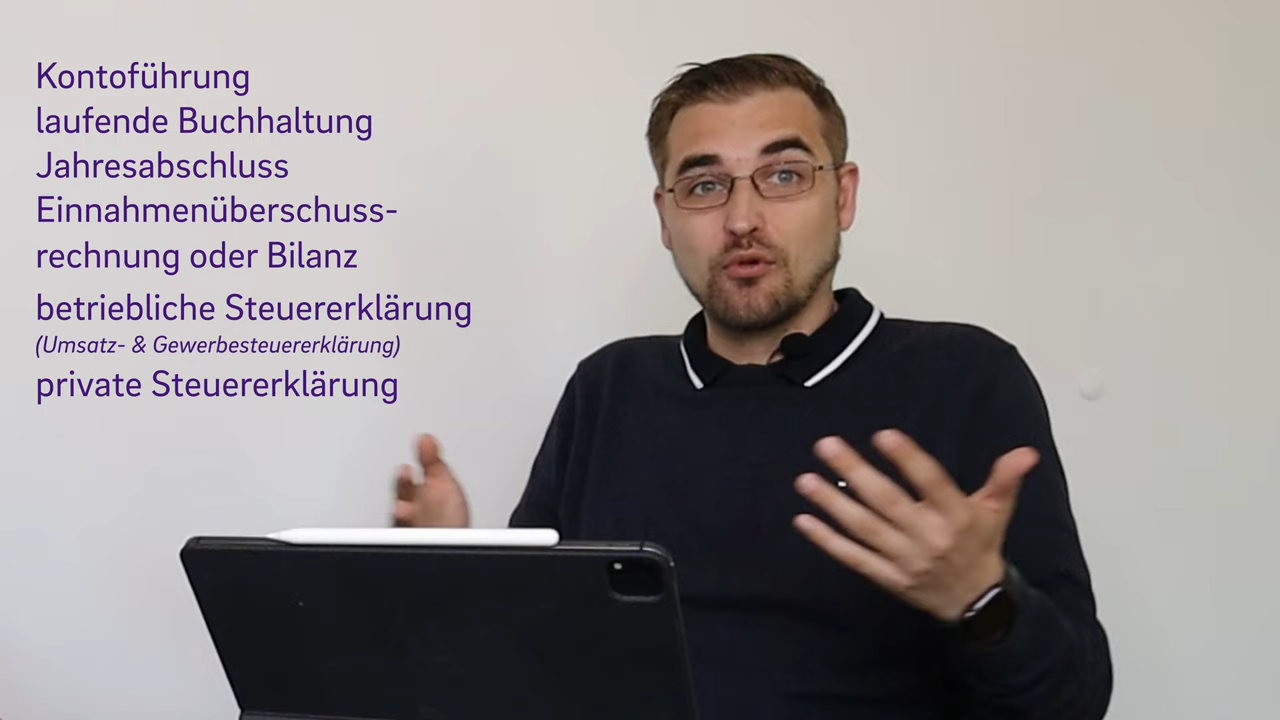 Kontoführung
laufende Buchhaltung
Jahresabschluss
Einnahmenüberschuss-
rechnung oder Bilanz
betriebliche Steuererklärung
(Umsatz- & Gewerbesteuererklärung)
private Steuererklärung